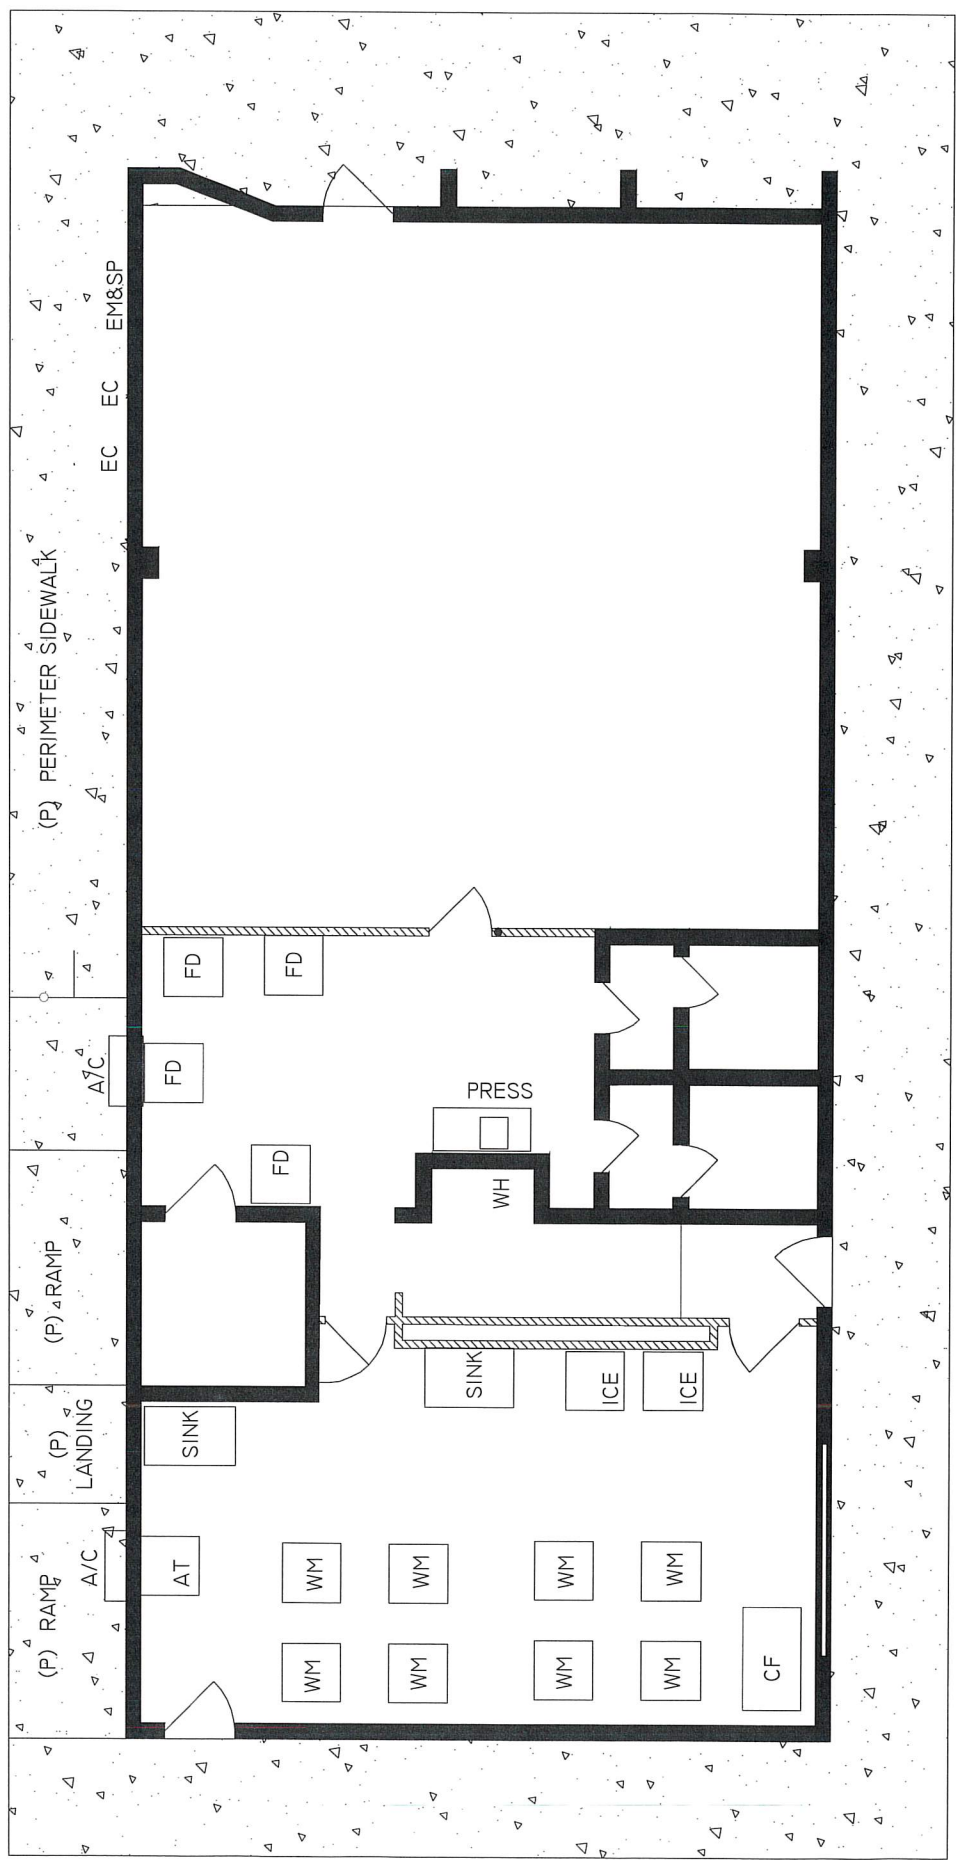 (P) RAMP
(P)
LANDING
(P) RAMP
(P) PERIMETER SIDEWALK
A/C
A/C
EC
EC
EM&SP
AT
SINK
FD
FD
FD
FD
WM
WM
WM
WM
WM
WM
WM
WM
SINK
ICE
ICE
WH
PRESS
CF